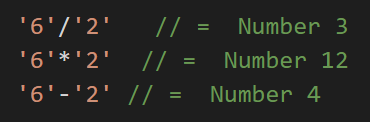 '6'/'2'   // =  Number 3
'6'*'2'  // =  Number 12
'6'-'2' // =  Number 4